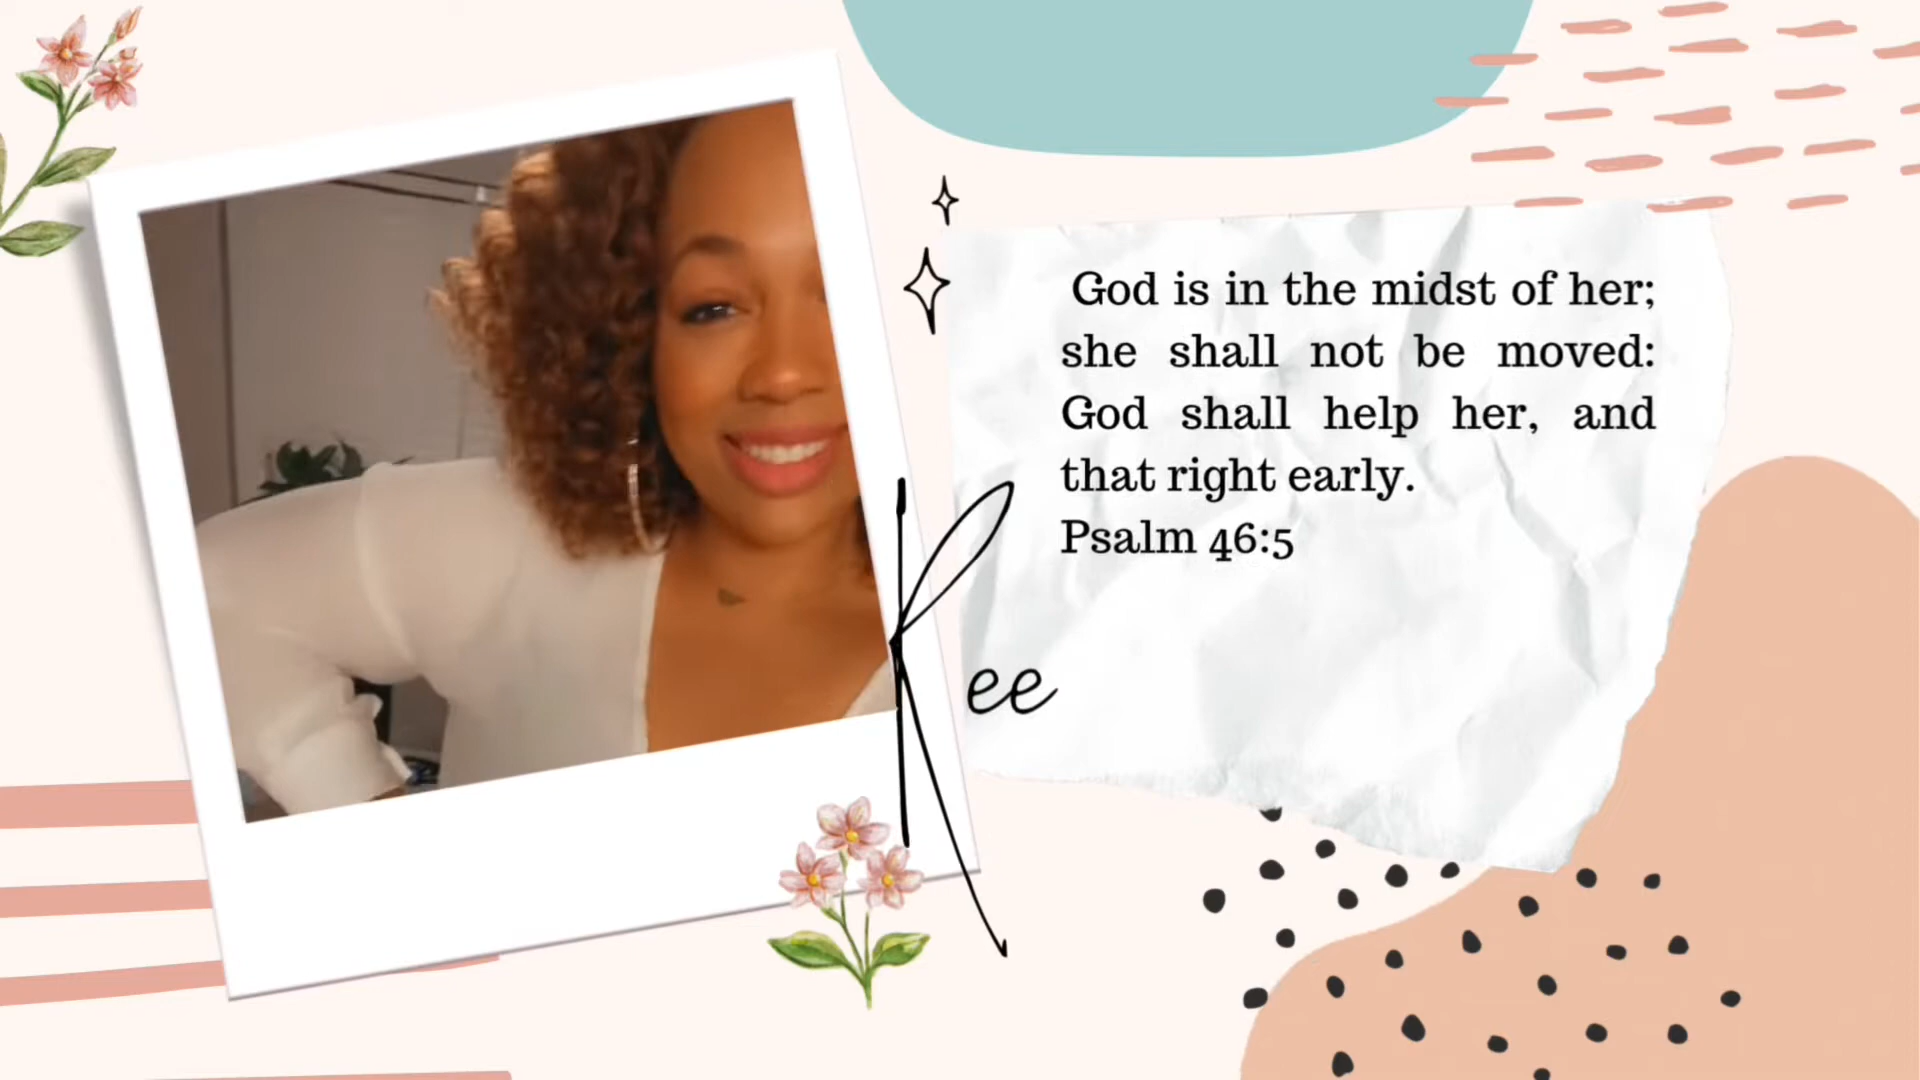 God is in the midst of her;
she shall not be moved:
God shall help her, and
that right early.
Psalm 46:5
Kee